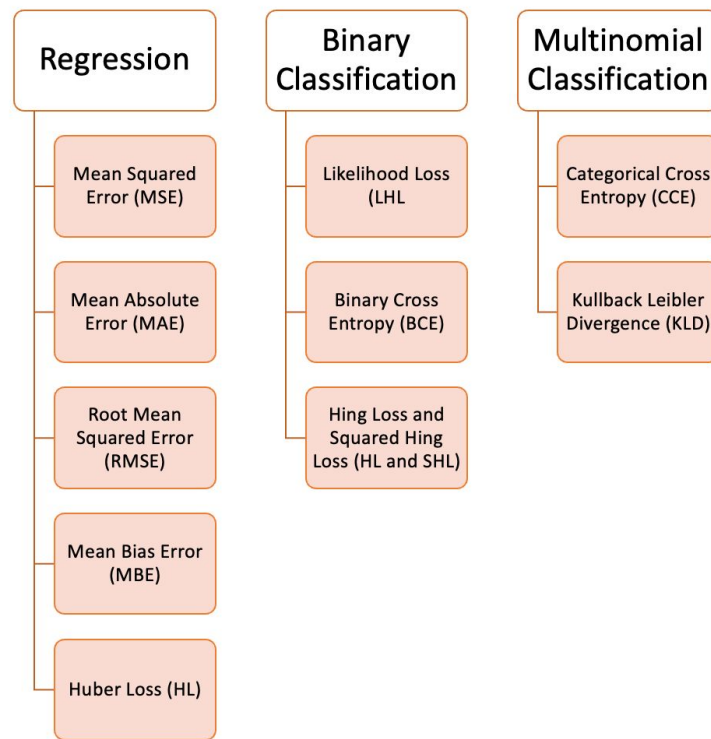 Regression
Mean Squared
Error (MSE)
Mean Absolute
Error (MAE)
Root Mean
Squared Error
(RMSE)
Mean Bias Error
(MBE)
Huber Loss (HL)
Binary
Classification
Likelihood Loss
(LHL
Binary Cross
Entropy (BCE)
Hing Loss and
Squared Hing
Loss (HL and SHL)
Multinomial
Classification
Categorical Cross
Entropy (CCE)
Kullback Leibler
Divergence (KLD)